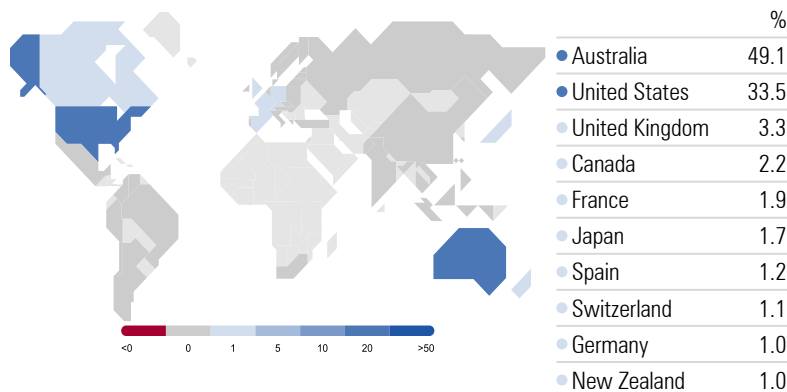 %
Australia 49.1
United States 33.5
United Kingdom 3.3
Canada 2.2
France 1.9
Japan 1.7
Spain 1.2
Switzerland 1.1
Germany 1.0
New Zealand 1.0
<0 0 1 5 10 20 >50